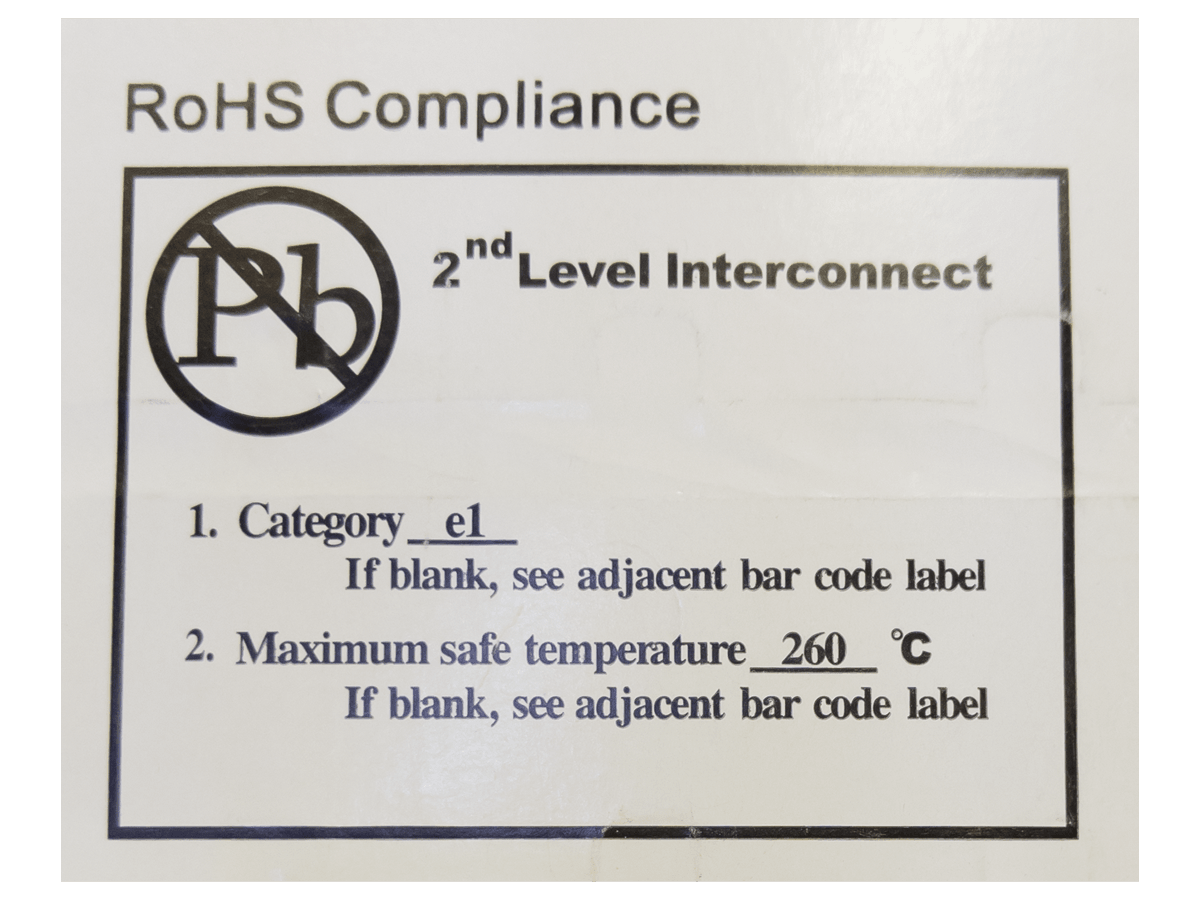 RoHS Compliance
Pb
2nd Level Interconnect
1. Category e1
If blank, see adjacent bar code label
2. Maximum safe temperature 260 °C
If blank, see adjacent bar code label